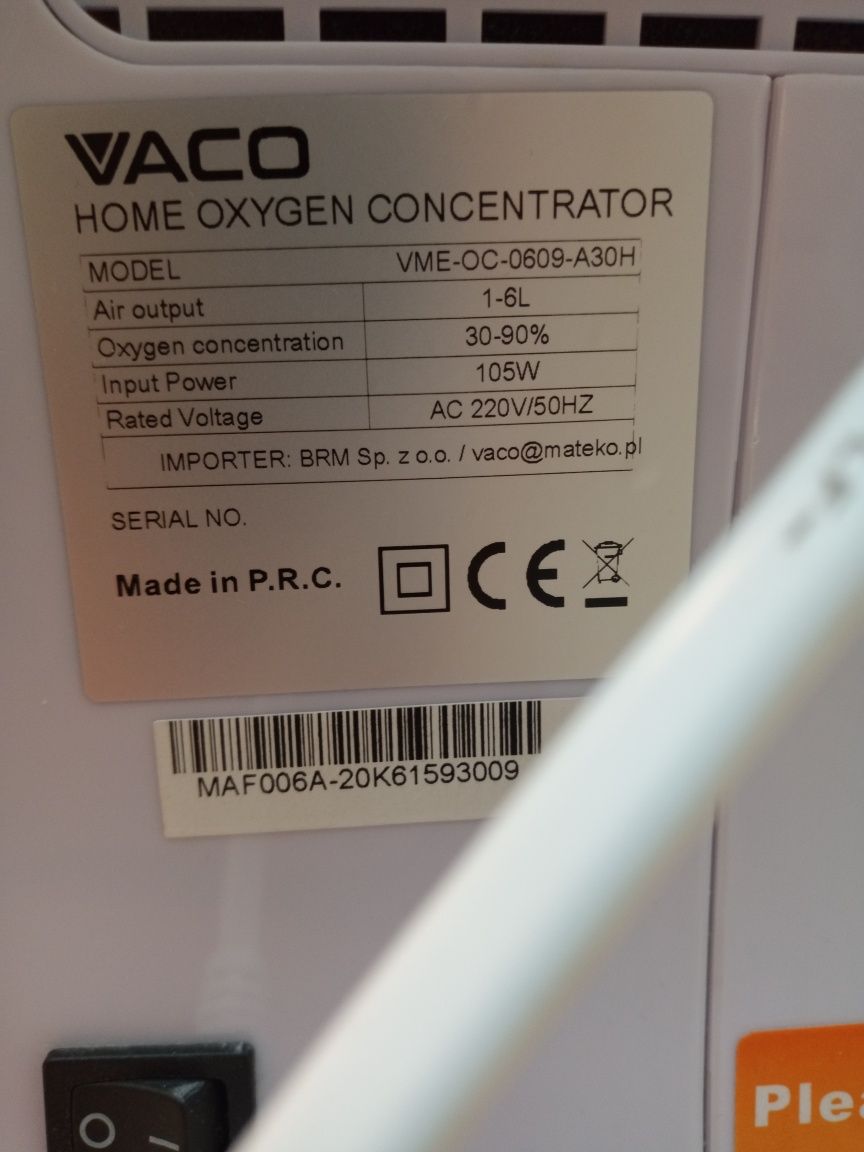 VACO
HOME OXYGEN CONCENTRATOR
MODEL VME-OC-0609-A30H
Air output 1-6L
Oxygen concentration 30-90%
Input Power 105W
Rated Voltage AC 220V/50HZ
IMPORTER: BRM Sp. z o.o. / vaco@mateko.pl
SERIAL NO.
Made in P.R.C. CE
MAF006A-20K61593009